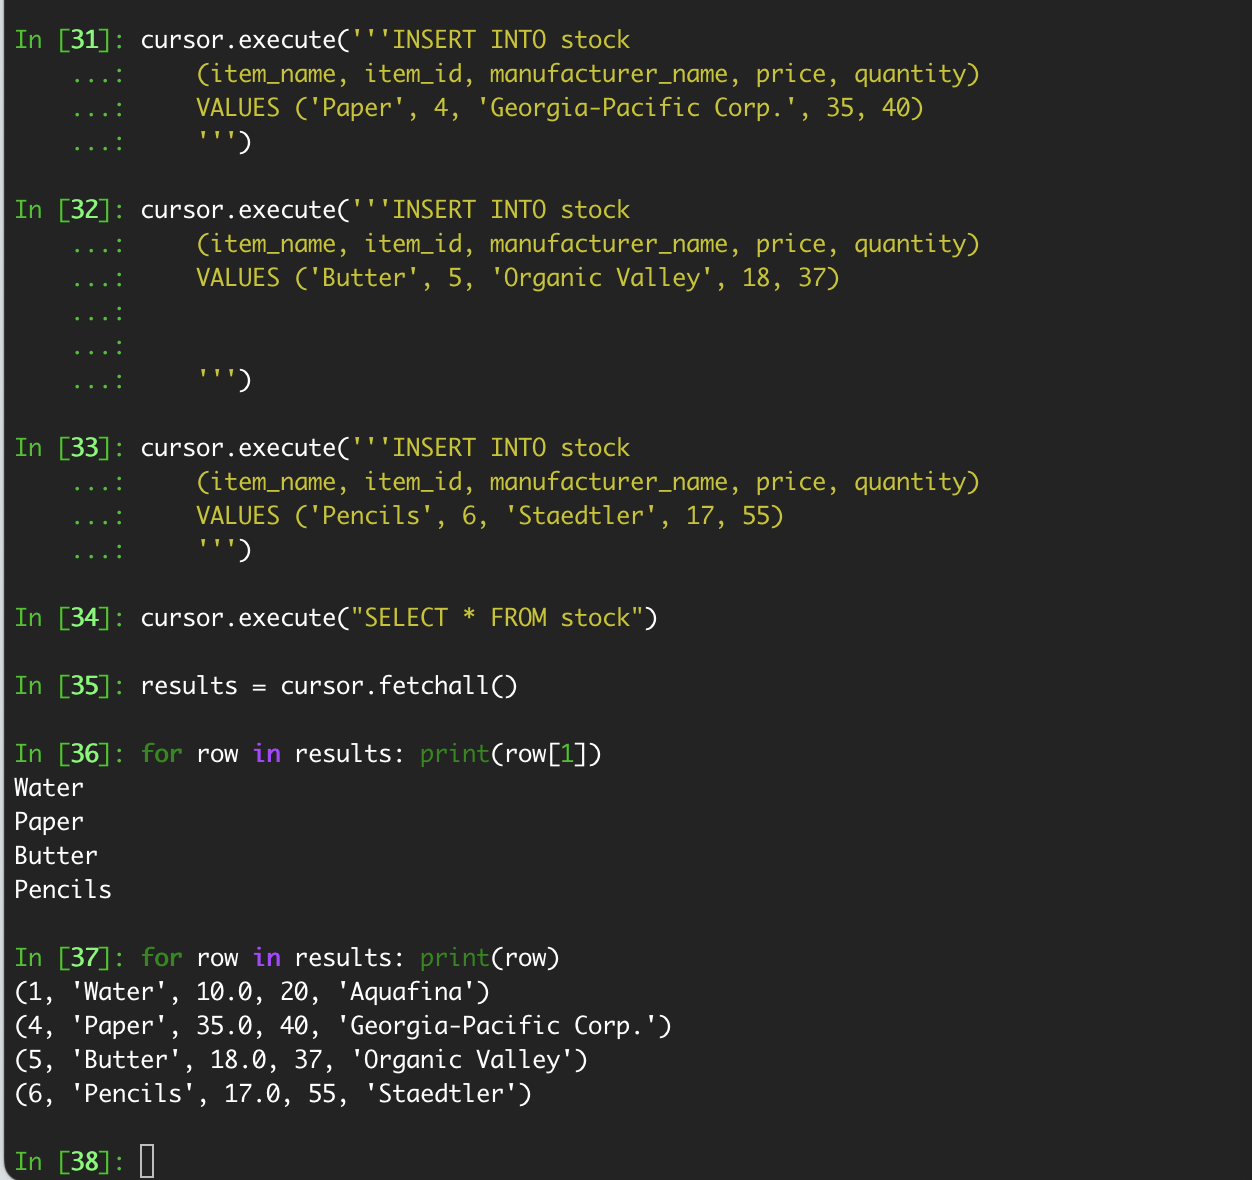 In [31]: cursor.execute('''INSERT INTO stock
    ...:     (item_name, item_id, manufacturer_name, price, quantity)
    ...:     VALUES ('Paper', 4, 'Georgia-Pacific Corp.', 35, 40)
    ...:     ''')
In [32]: cursor.execute('''INSERT INTO stock
    ...:     (item_name, item_id, manufacturer_name, price, quantity)
    ...:     VALUES ('Butter', 5, 'Organic Valley', 18, 37)
    ...:
    ...:
    ...:     ''')
In [33]: cursor.execute('''INSERT INTO stock
    ...:     (item_name, item_id, manufacturer_name, price, quantity)
    ...:     VALUES ('Pencils', 6, 'Staedtler', 17, 55)
    ...:     ''')
In [34]: cursor.execute("SELECT * FROM stock")
In [35]: results = cursor.fetchall()
In [36]: for row in results: print(row[1])
Water
Paper
Butter
Pencils
In [37]: for row in results: print(row)
(1, 'Water', 10.0, 20, 'Aquafina')
(4, 'Paper', 35.0, 40, 'Georgia-Pacific Corp.')
(5, 'Butter', 18.0, 37, 'Organic Valley')
(6, 'Pencils', 17.0, 55, 'Staedtler')
In [38]: